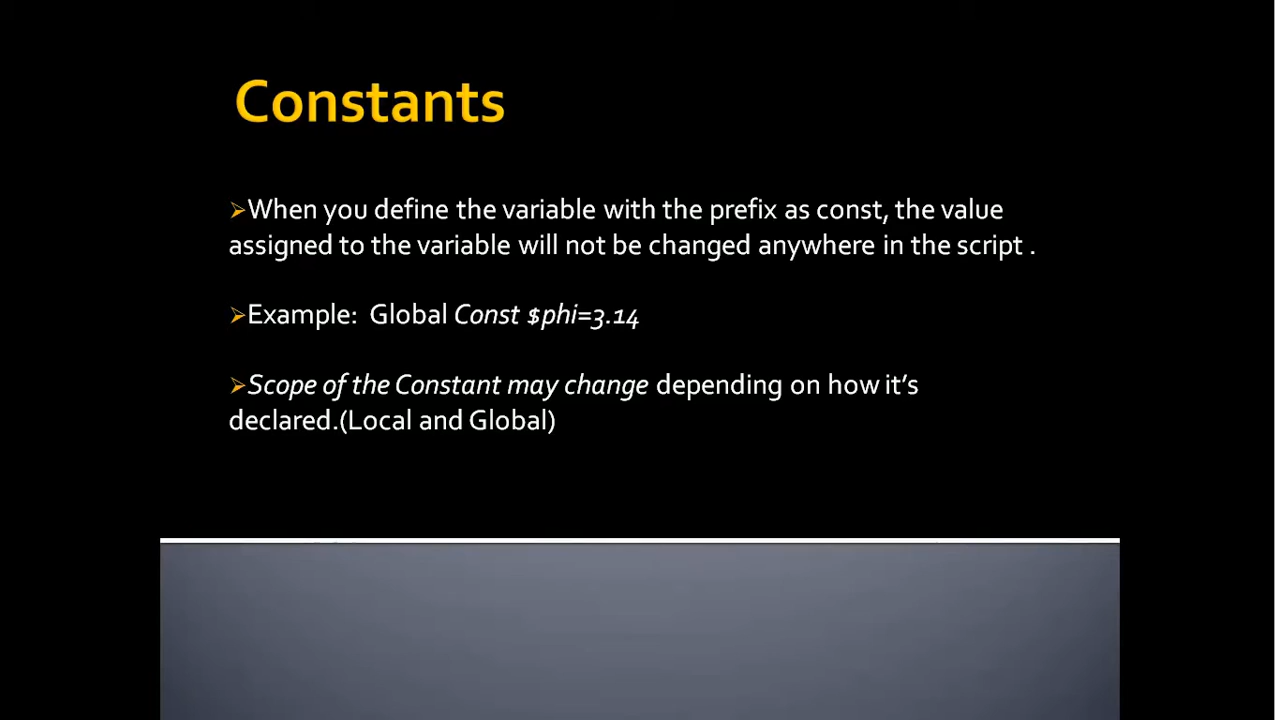 Constants
➢When you define the variable with the prefix as const, the value
assigned to the variable will not be changed anywhere in the script .
➢Example:  Global Const $phi=3.14
➢Scope of the Constant may change depending on how it’s
declared.(Local and Global)